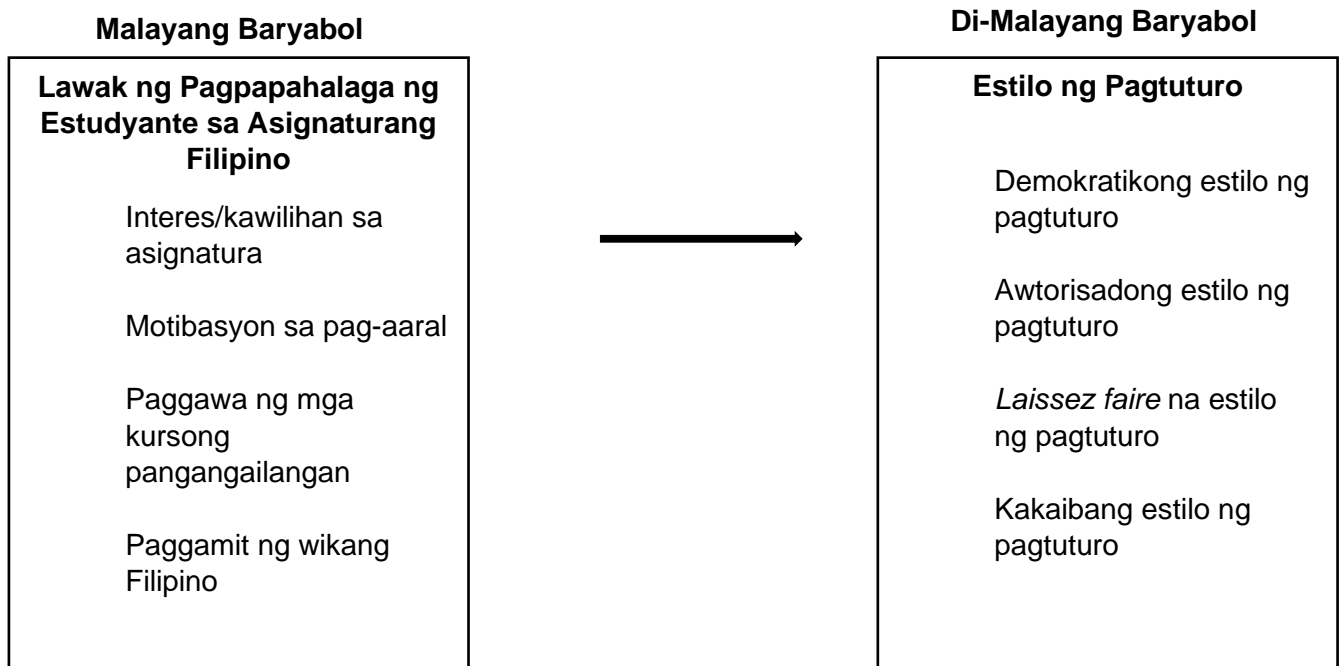 Malayang Baryabol
Lawak ng Pagpapahalaga ng
Estudyante sa Asignaturang
Filipino
Interes/kawilihan sa
asignatura
Motibasyon sa pag-aaral
Paggawa ng mga
kursong
pangangailangan
Paggamit ng wikang
Filipino
Di-Malayang Baryabol
Estilo ng Pagtuturo
Demokratikong estilo ng
pagtuturo
Awtorisadong estilo ng
pagtuturo
Laissez faire na estilo
ng pagtuturo
Kakaibang estilo ng
pagtuturo